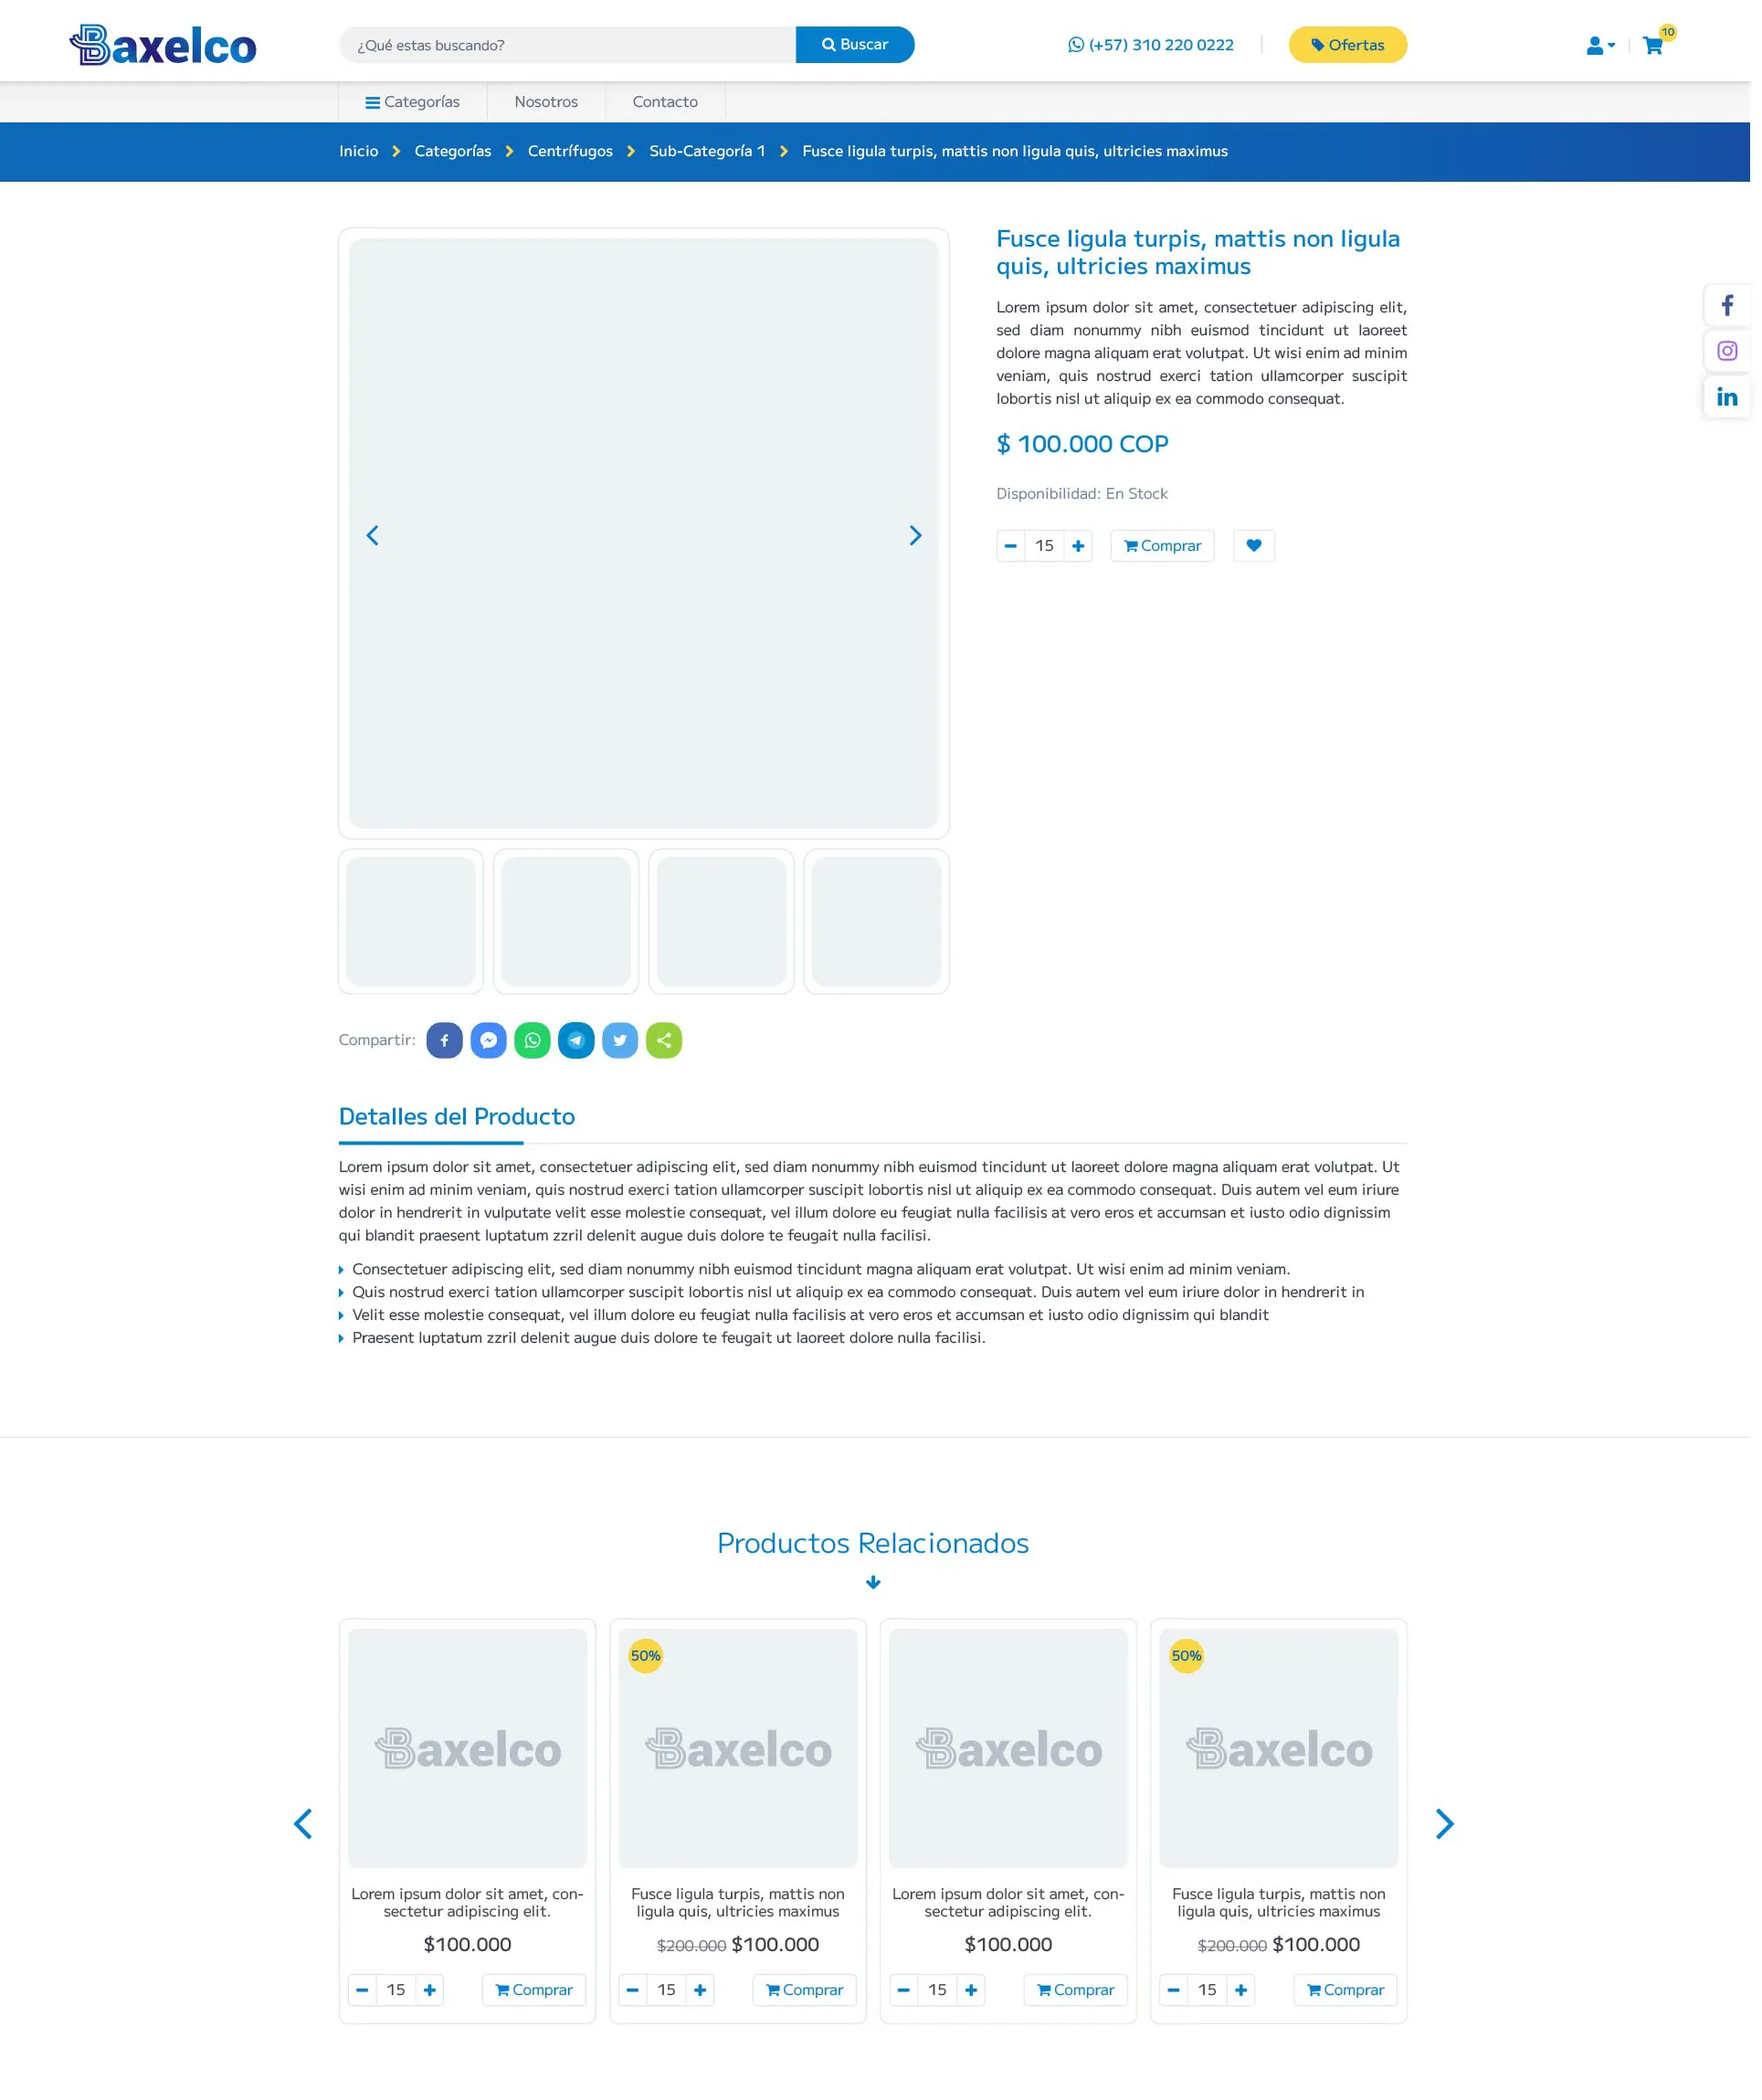 Baxelco
¿Qué estas buscando?
Buscar
(+57) 310 220 0222
Ofertas
10
Categorías
Nosotros
Contacto
Inicio
Categorías
Centrífugos
Sub-Categoría 1
Fusce ligula turpis, mattis non ligula quis, ultricies maximus
Fusce ligula turpis, mattis non ligula
quis, ultricies maximus
Lorem ipsum dolor sit amet, consectetuer adipiscing elit,
sed diam nonummy nibh euismod tincidunt ut laoreet
dolore magna aliquam erat volutpat. Ut wisi enim ad minim
veniam, quis nostrud exerci tation ullamcorper suscipit
lobortis nisl ut aliquip ex ea commodo consequat.
$ 100.000 COP
Disponibilidad: En Stock
15
Comprar
Compartir:
Detalles del Producto
Lorem ipsum dolor sit amet, consectetuer adipiscing elit, sed diam nonummy nibh euismod tincidunt ut laoreet dolore magna aliquam erat volutpat. Ut
wisi enim ad minim veniam, quis nostrud exerci tation ullamcorper suscipit lobortis nisl ut aliquip ex ea commodo consequat. Duis autem vel eum iriure
dolor in hendrerit in vulputate velit esse molestie consequat, vel illum dolore eu feugiat nulla facilisis at vero eros et accumsan et iusto odio dignissim
qui blandit praesent luptatum zzril delenit augue duis dolore te feugait nulla facilisi.
Consectetuer adipiscing elit, sed diam nonummy nibh euismod tincidunt magna aliquam erat volutpat. Ut wisi enim ad minim veniam.
Quis nostrud exerci tation ullamcorper suscipit lobortis nisl ut aliquip ex ea commodo consequat. Duis autem vel eum iriure dolor in hendrerit in
Velit esse molestie consequat, vel illum dolore eu feugiat nulla facilisis at vero eros et accumsan et iusto odio dignissim qui blandit
Praesent luptatum zzril delenit augue duis dolore te feugait ut laoreet dolore nulla facilisi.
Productos Relacionados
Baxelco
Lorem ipsum dolor sit amet, con-
sectetur adipiscing elit.
$100.000
15
Comprar
50%
Baxelco
Fusce ligula turpis, mattis non
ligula quis, ultricies maximus
$200.000 $100.000
15
Comprar
Baxelco
Lorem ipsum dolor sit amet, con-
sectetur adipiscing elit.
$100.000
15
Comprar
50%
Baxelco
Fusce ligula turpis, mattis non
ligula quis, ultricies maximus
$200.000 $100.000
15
Comprar